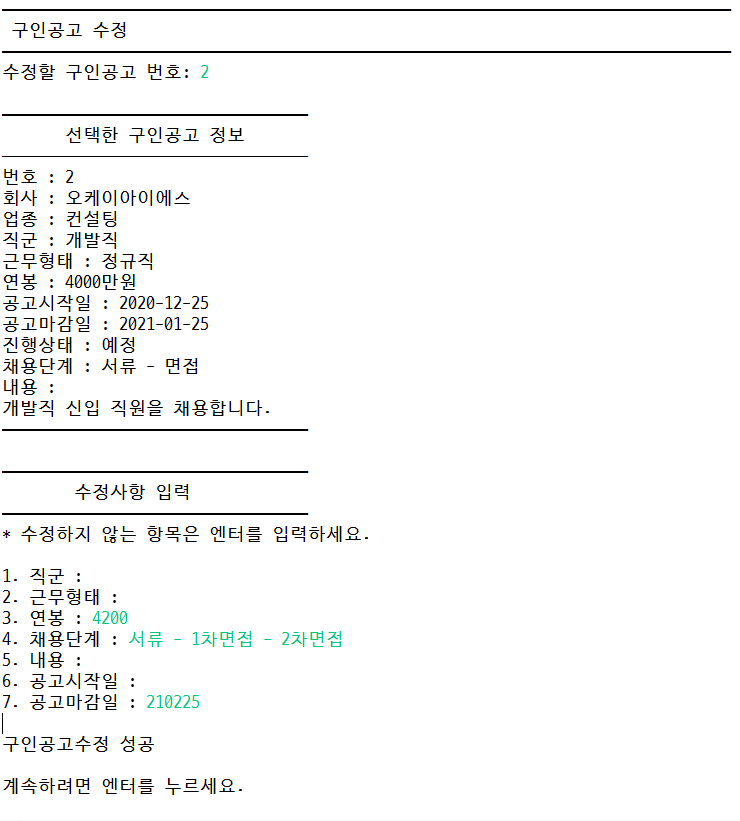 구인공고 수정
수정할 구인공고 번호: 2
선택한 구인공고 정보
번호 : 2
회사 : 오케이아이에스
업종 : 컨설팅
직군 : 개발직
근무형태 : 정규직
연봉 : 4000만원
공고시작일 : 2020-12-25
공고마감일 : 2021-01-25
진행상태 : 예정
채용단계 : 서류 - 면접
내용 :
개발직 신입 직원을 채용합니다.
수정사항 입력
* 수정하지 않는 항목은 엔터를 입력하세요.
1. 직군 :
2. 근무형태 :
3. 연봉 : 4200
4. 채용단계 : 서류 - 1차면접 - 2차면접
5. 내용 :
6. 공고시작일 :
7. 공고마감일 : 210225
구인공고수정 성공
계속하려면 엔터를 누르세요.